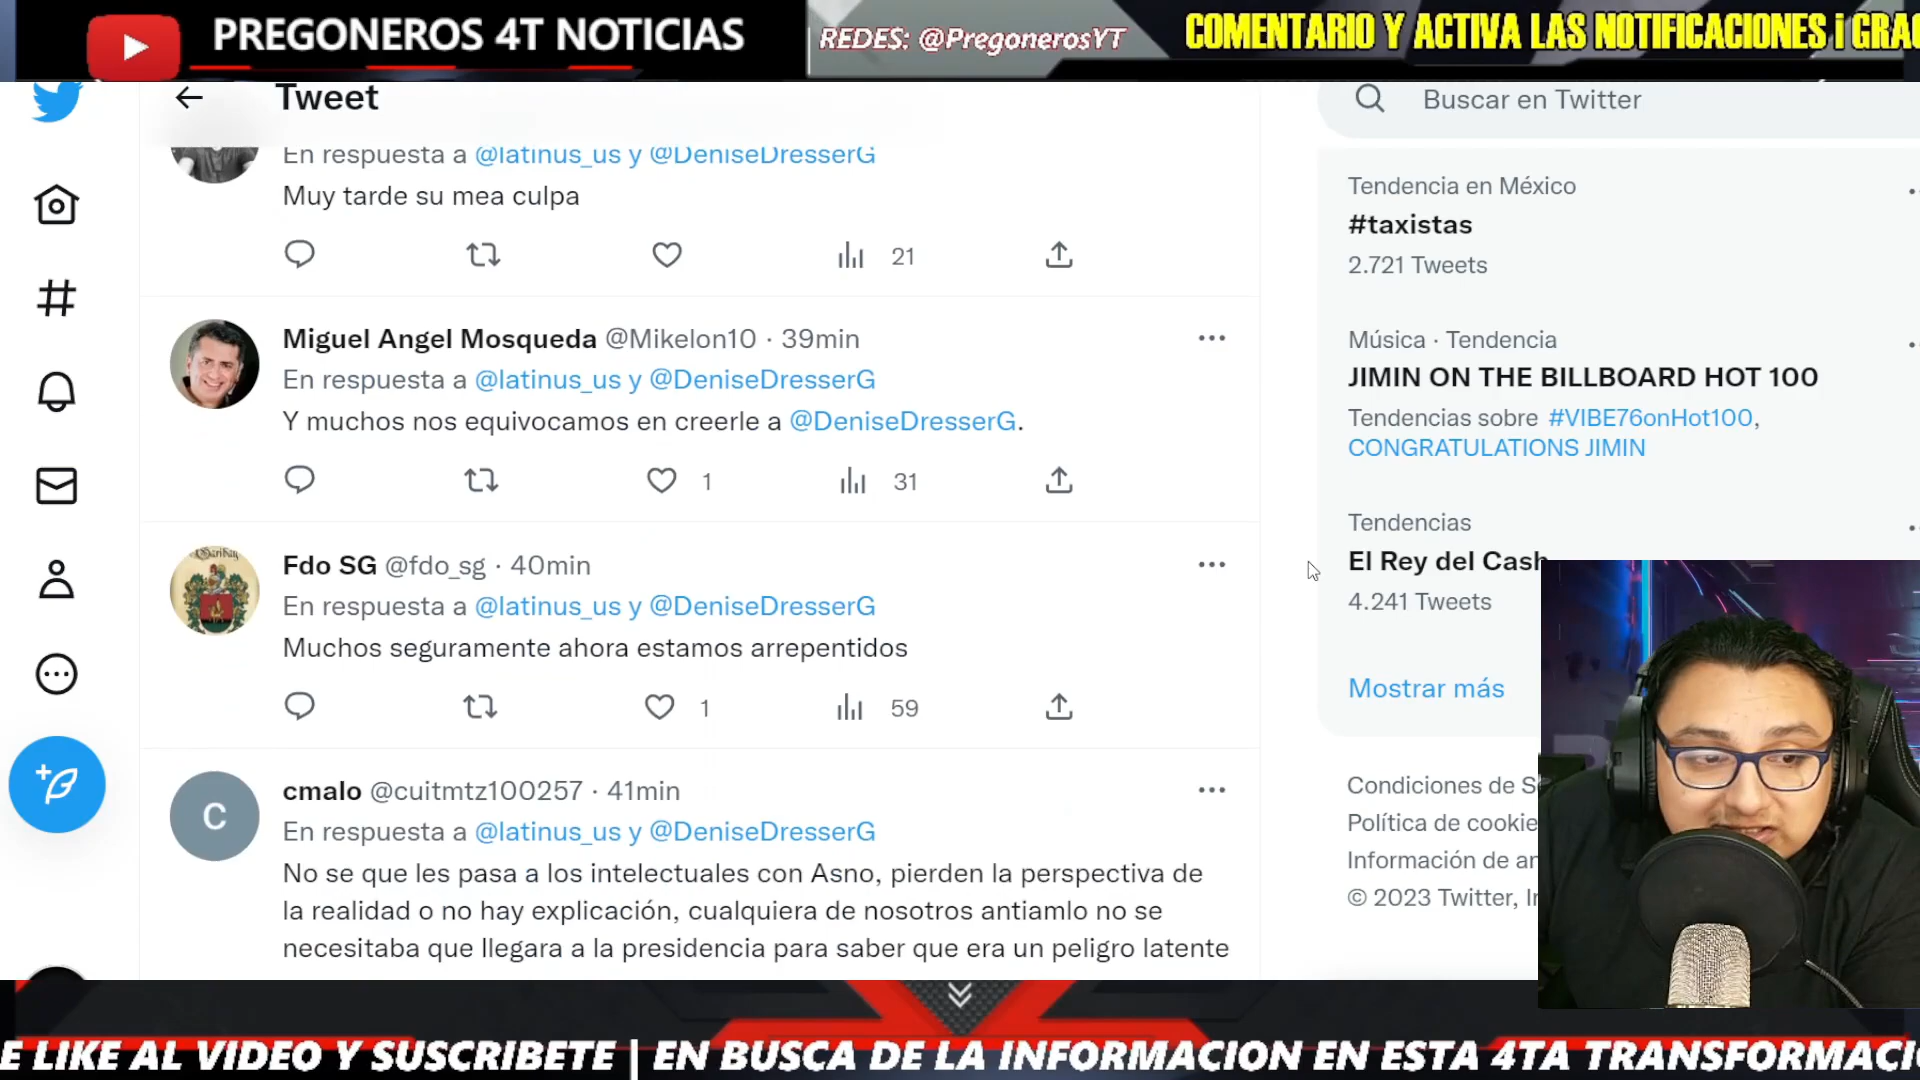 PREGONEROS 4T NOTICIAS
REDES: @PregonerosYT
COMENTARIO Y ACTIVA LAS NOTIFICACIONES ¡ GRAC
Tweet
Buscar en Twitter
En respuesta a @latinus_us y @DeniseDresserG
Muy tarde su mea culpa
21
Miguel Angel Mosqueda @Mikelon10 · 39min
En respuesta a @latinus_us y @DeniseDresserG
Y muchos nos equivocamos en creerle a @DeniseDresserG.
1 31
Fdo SG @fdo_sg · 40min
En respuesta a @latinus_us y @DeniseDresserG
Muchos seguramente ahora estamos arrepentidos
1 59
C
cmalo @cuitmtz100257 · 41min
En respuesta a @latinus_us y @DeniseDresserG
No se que les pasa a los intelectuales con Asno, pierden la perspectiva de
la realidad o no hay explicación, cualquiera de nosotros antiamlo no se
necesitaba que llegara a la presidencia para saber que era un peligro latente
Tendencia en México
#taxistas
2.721 Tweets
Música · Tendencia
JIMIN ON THE BILLBOARD HOT 100
Tendencias sobre #VIBE76onHot100,
CONGRATULATIONS JIMIN
Tendencias
El Rey del Cash
4.241 Tweets
Mostrar más
Condiciones de S
Política de cookie
Información de an
© 2023 Twitter, In
E LIKE AL VIDEO Y SUSCRIBETE | EN BUSCA DE LA INFORMACION EN ESTA 4TA TRANSFORMACI